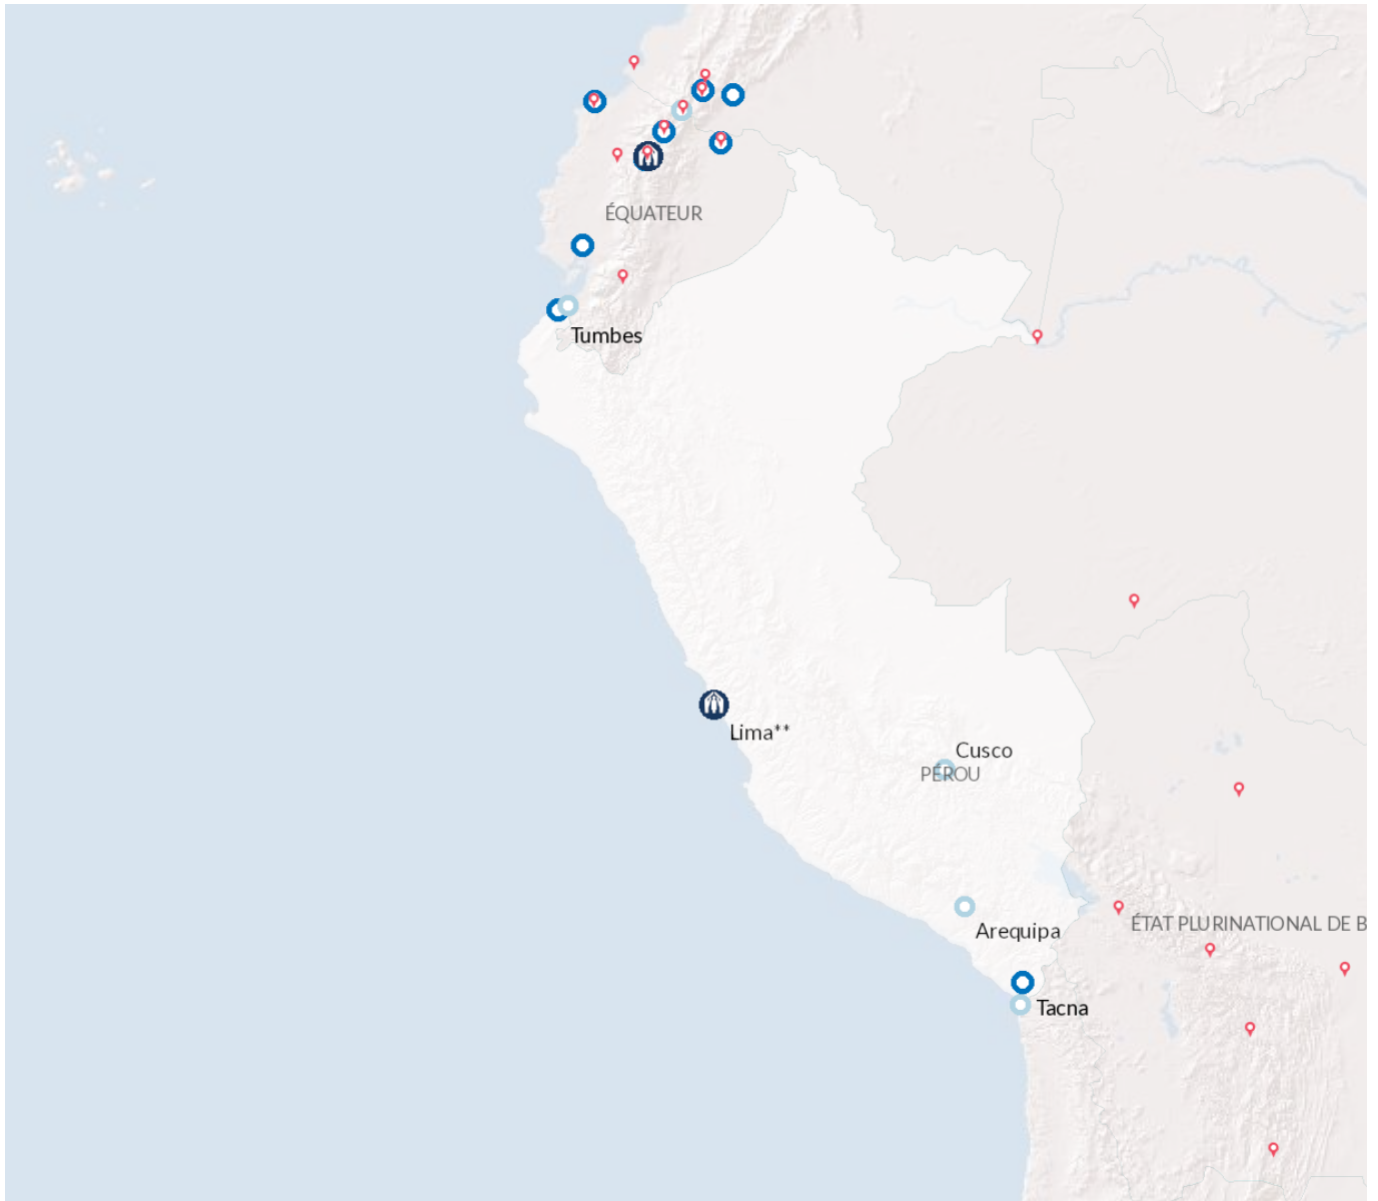 ÉQUATEUR
Tumbes
Lima**
Cusco
PÉROU
Arequipa
ÉTAT PLURINATIONAL DE B
Tacna